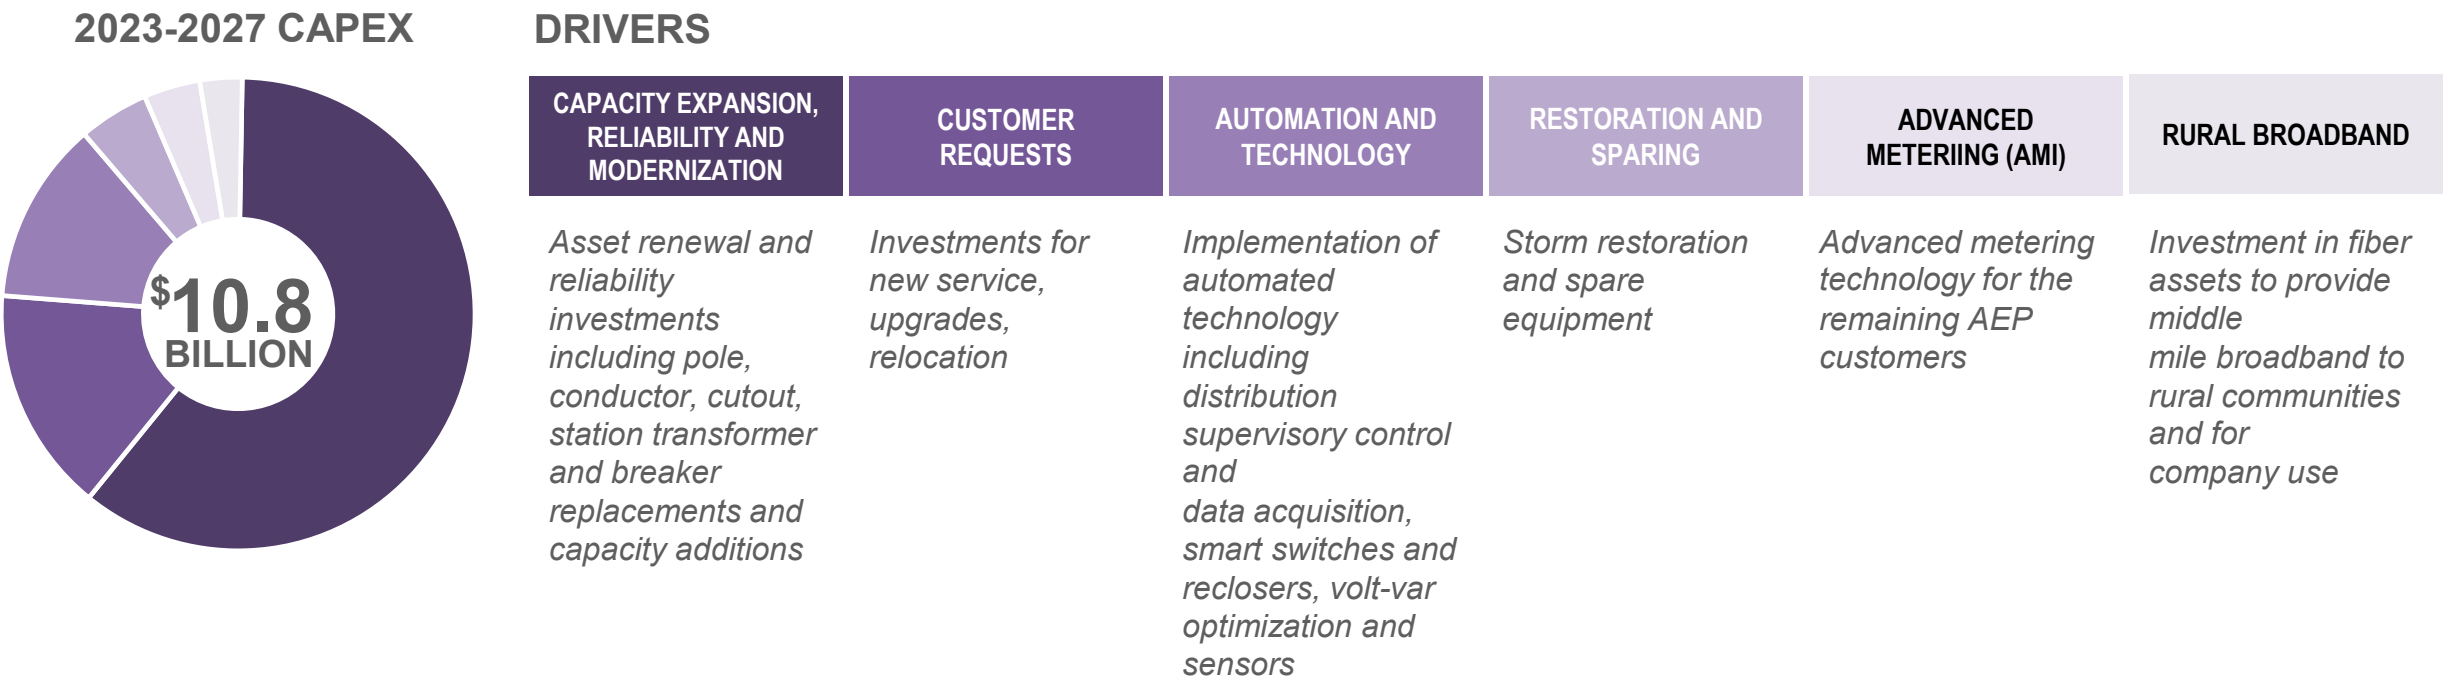 2023-2027 CAPEX
$10.8
BILLION
DRIVERS
CAPACITY EXPANSION,
RELIABILITY AND
MODERNIZATION
Asset renewal and
reliability
investments
including pole,
conductor, cutout,
station transformer
and breaker
replacements and
capacity additions
CUSTOMER
REQUESTS
Investments for
new service,
upgrades,
relocation
AUTOMATION AND
TECHNOLOGY
Implementation of
automated
technology
including
distribution
supervisory control
and
data acquisition,
smart switches and
reclosers, volt-var
optimization and
sensors
RESTORATION AND
SPARING
Storm restoration
and spare
equipment
ADVANCED
METERIING (AMI)
Advanced metering
technology for the
remaining AEP
customers
RURAL BROADBAND
Investment in fiber
assets to provide
middle
mile broadband to
rural communities
and for
company use